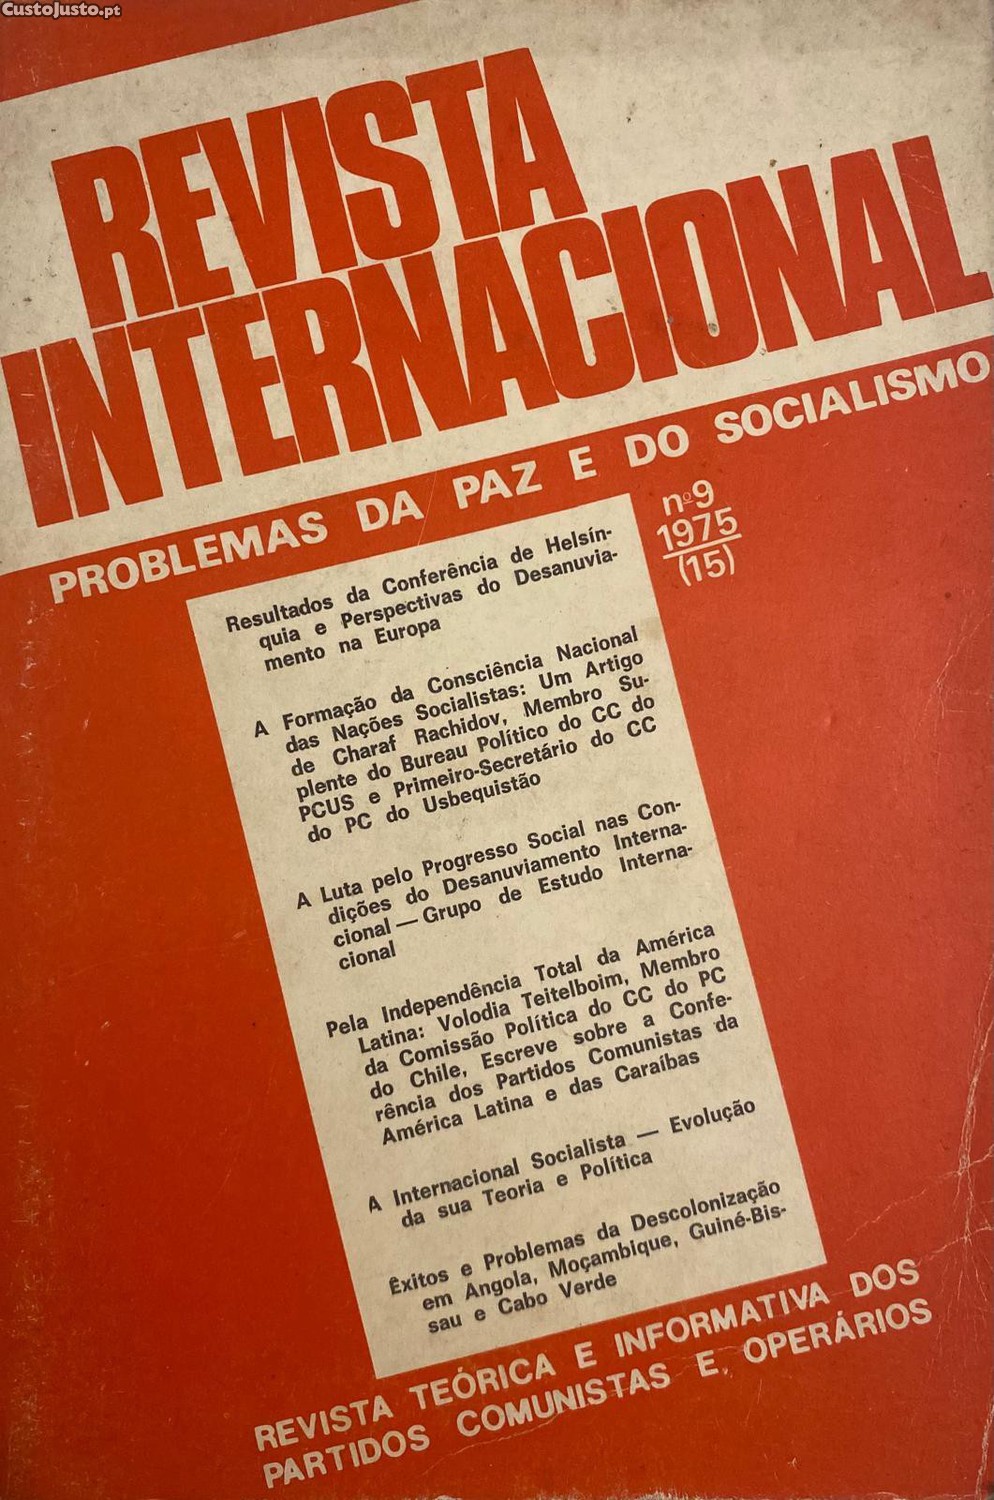 CustoJusto.pt
REVISTA
INTERNACIONAL
PROBLEMAS DA PAZ E DO SOCIALISMO
nº9
1975
(15)
Resultados da Conferência de Helsín-
quia e Perspectivas do Desanuvia-
mento na Europa
A Formação da Consciência Nacional
das Nações Socialistas: Um Artigo
de Charaf Rachidov, Membro Su-
plente do Bureau Político do CC do
PCUS e Primeiro-Secretário do CC
do PC do Usbequistão
A Luta pelo Progresso Social nas Con-
dições do Desanuviamento Interna-
cional — Grupo de Estudo Interna-
cional
Pela Independência Total da América
Latina: Volodia Teitelboim, Membro
da Comissão Política do CC do PC
do Chile, Escreve sobre a Confe-
rência dos Partidos Comunistas da
América Latina e das Caraíbas
A Internacional Socialista — Evolução
da sua Teoria e Política
Êxitos e Problemas da Descolonização
em Angola, Moçambique, Guiné-Bis-
sau e Cabo Verde
REVISTA TEÓRICA E INFORMATIVA DOS
PARTIDOS COMUNISTAS E OPERÁRIOS